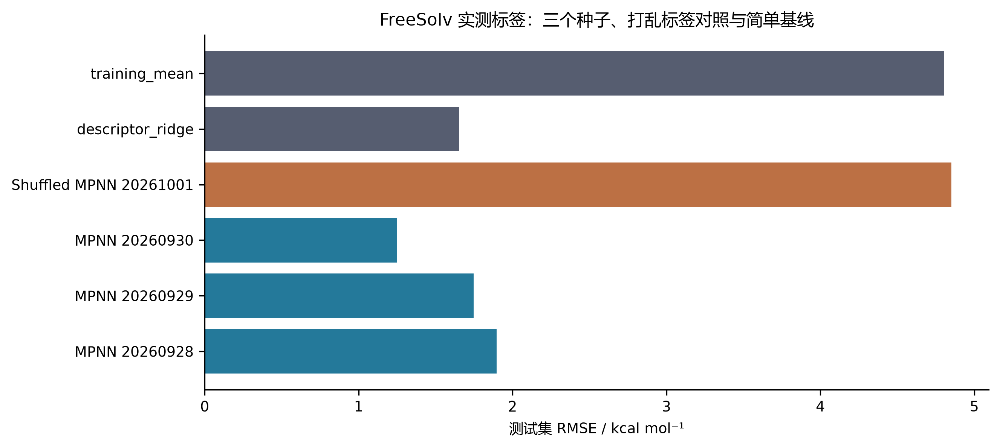 FreeSolv 实测标签：三个种子、打乱标签对照与简单基线
training_mean
descriptor_ridge
Shuffled MPNN 20261001
MPNN 20260930
MPNN 20260929
MPNN 20260928
0 1 2 3 4 5
测试集 RMSE / kcal mol⁻¹